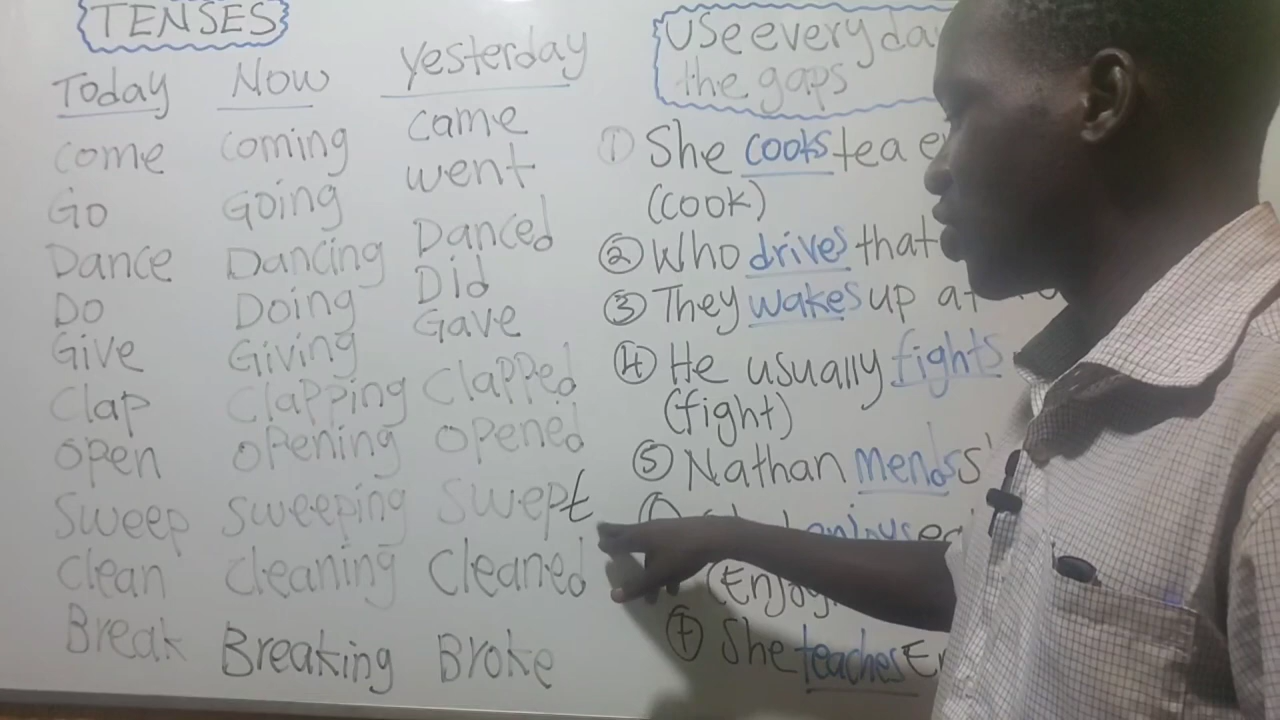 TENSES
Today Now yesterday
come coming came
Go Going went
Dance Dancing Danced
Do Doing Did
Give Giving Gave
Clap Clapping Clapped
open opening opened
Sweep sweeping Swept
Clean Cleaning Cleaned
Break Breaking Broke
Use every
the gaps
① She cooks tea
(cook)
② Who drives that
③ They wakes up at
④ He usually fights
(fight)
⑤ Nathan mends
She teaches